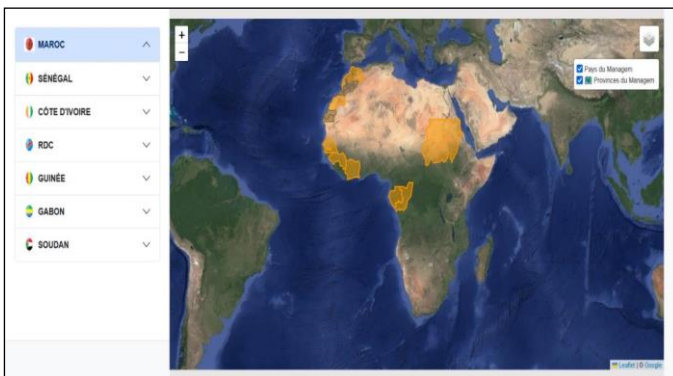 MAROC
SÉNÉGAL
CÔTE D'IVOIRE
RDC
GUINÉE
GABON
SOUDAN
+
−
Pays du Managem
Provinces du Managem
Leaflet | © Google